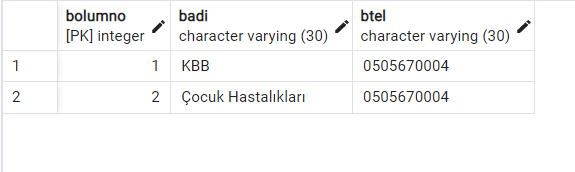 bolumno badi btel
[PK] integer character varying (30) character varying (30)
1 1 KBB 0505670004
2 2 Çocuk Hastalıkları 0505670004